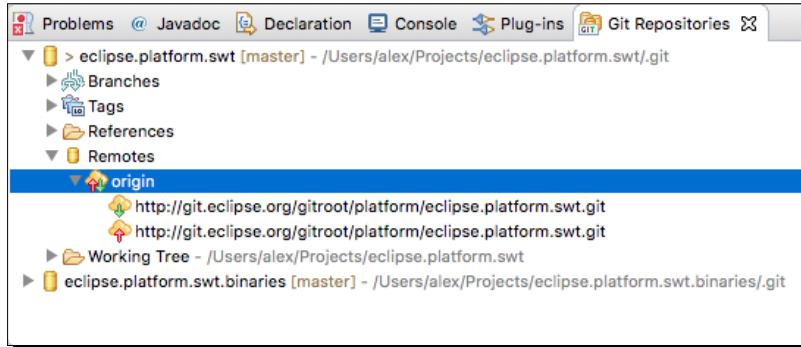 Problems @ Javadoc Declaration Console Plug-ins Git Repositories
> eclipse.platform.swt [master] - /Users/alex/Projects/eclipse.platform.swt/.git
Branches
Tags
References
Remotes
origin
http://git.eclipse.org/gitroot/platform/eclipse.platform.swt.git
http://git.eclipse.org/gitroot/platform/eclipse.platform.swt.git
Working Tree - /Users/alex/Projects/eclipse.platform.swt
eclipse.platform.swt.binaries [master] - /Users/alex/Projects/eclipse.platform.swt.binaries/.git